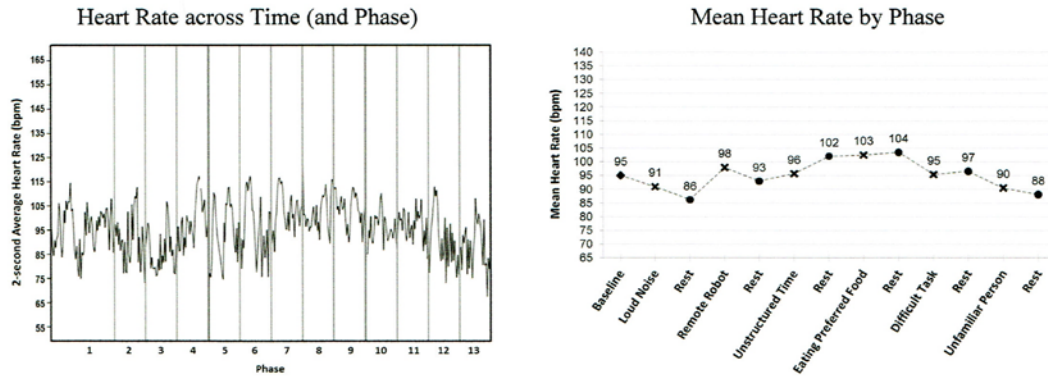 Heart Rate across Time (and Phase)
2-second Average Heart Rate (bpm)
165
155
145
135
125
115
105
95
85
75
65
55
1 2 3 4 5 6 7 8 9 10 11 12 13
Phase
Mean Heart Rate by Phase
Mean Heart Rate (bpm)
140
135
130
125
120
115
110
105
100
95
90
85
80
75
70
65
95 91 86 98 93 96 102 103 104 95 97 90 88
Baseline
Loud Noise
Rest
Remote Robot
Rest
Unstructured Time
Rest
Eating Preferred Food
Rest
Difficult Task
Rest
Unfamiliar Person
Rest